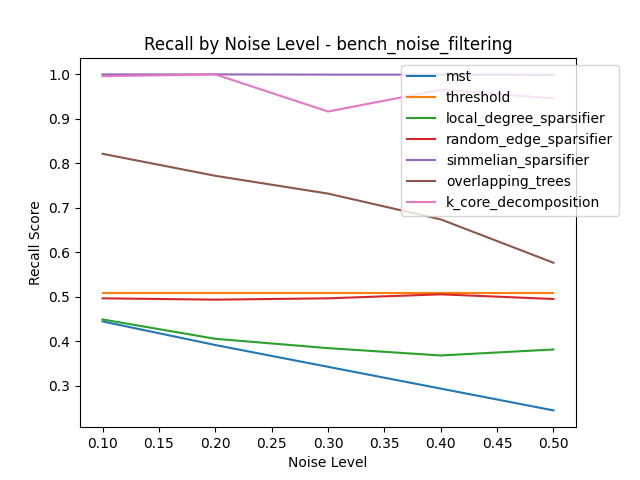 Recall by Noise Level - bench_noise_filtering
Recall Score
1.0
0.9
0.8
0.7
0.6
0.5
0.4
0.3
mst
threshold
local_degree_sparsifier
random_edge_sparsifier
simmelian_sparsifier
overlapping_trees
k_core_decomposition
0.10 0.15 0.20 0.25 0.30 0.35 0.40 0.45 0.50
Noise Level